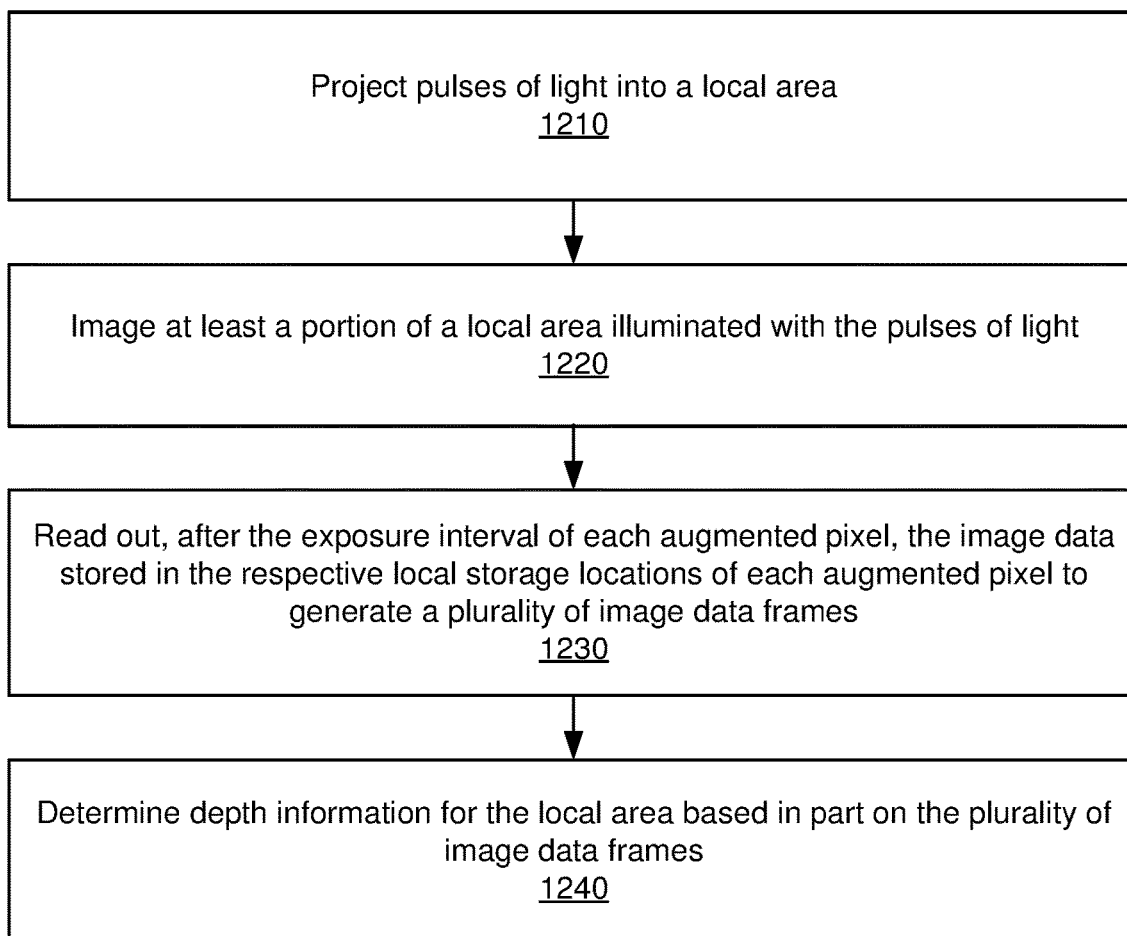 Project pulses of light into a local area
1210
Image at least a portion of a local area illuminated with the pulses of light
1220
Read out, after the exposure interval of each augmented pixel, the image data
stored in the respective local storage locations of each augmented pixel to
generate a plurality of image data frames
1230
Determine depth information for the local area based in part on the plurality of
image data frames
1240